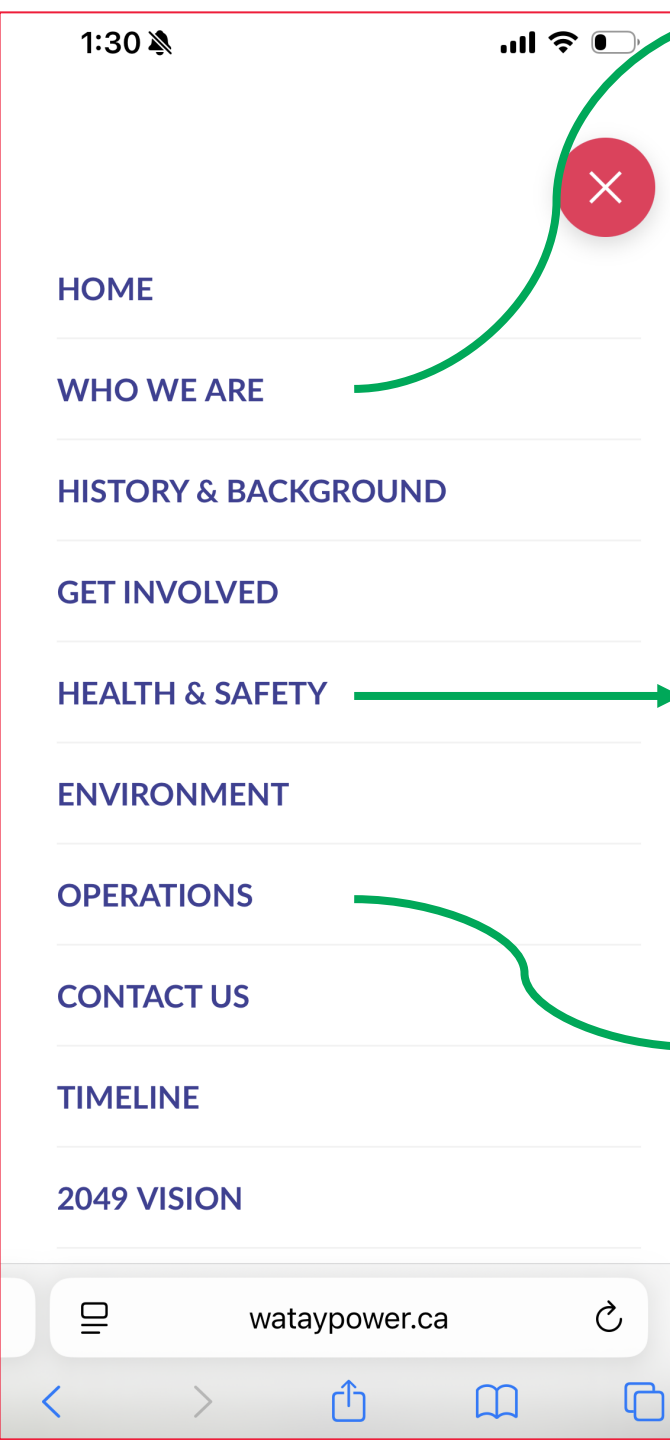 1:30
HOME
WHO WE ARE
HISTORY & BACKGROUND
GET INVOLVED
HEALTH & SAFETY
ENVIRONMENT
OPERATIONS
CONTACT US
TIMELINE
2049 VISION
wataypower.ca